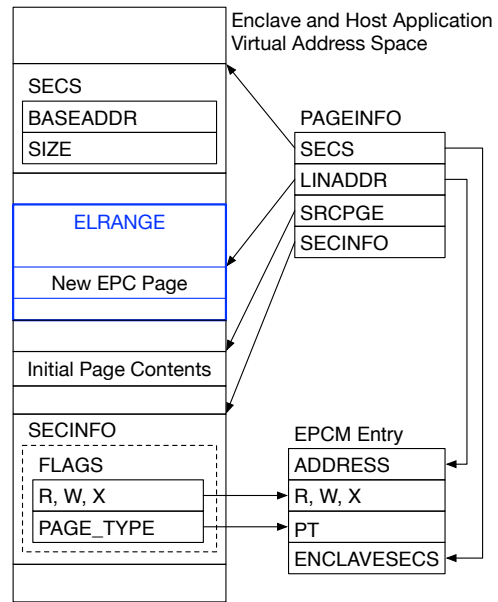 Enclave and Host Application
Virtual Address Space
SECS
BASEADDR
SIZE
ELRANGE
New EPC Page
Initial Page Contents
SECINFO
FLAGS
R, W, X
PAGE_TYPE
PAGEINFO
SECS
LINADDR
SRCPGE
SECINFO
EPCM Entry
ADDRESS
R, W, X
PT
ENCLAVESECS